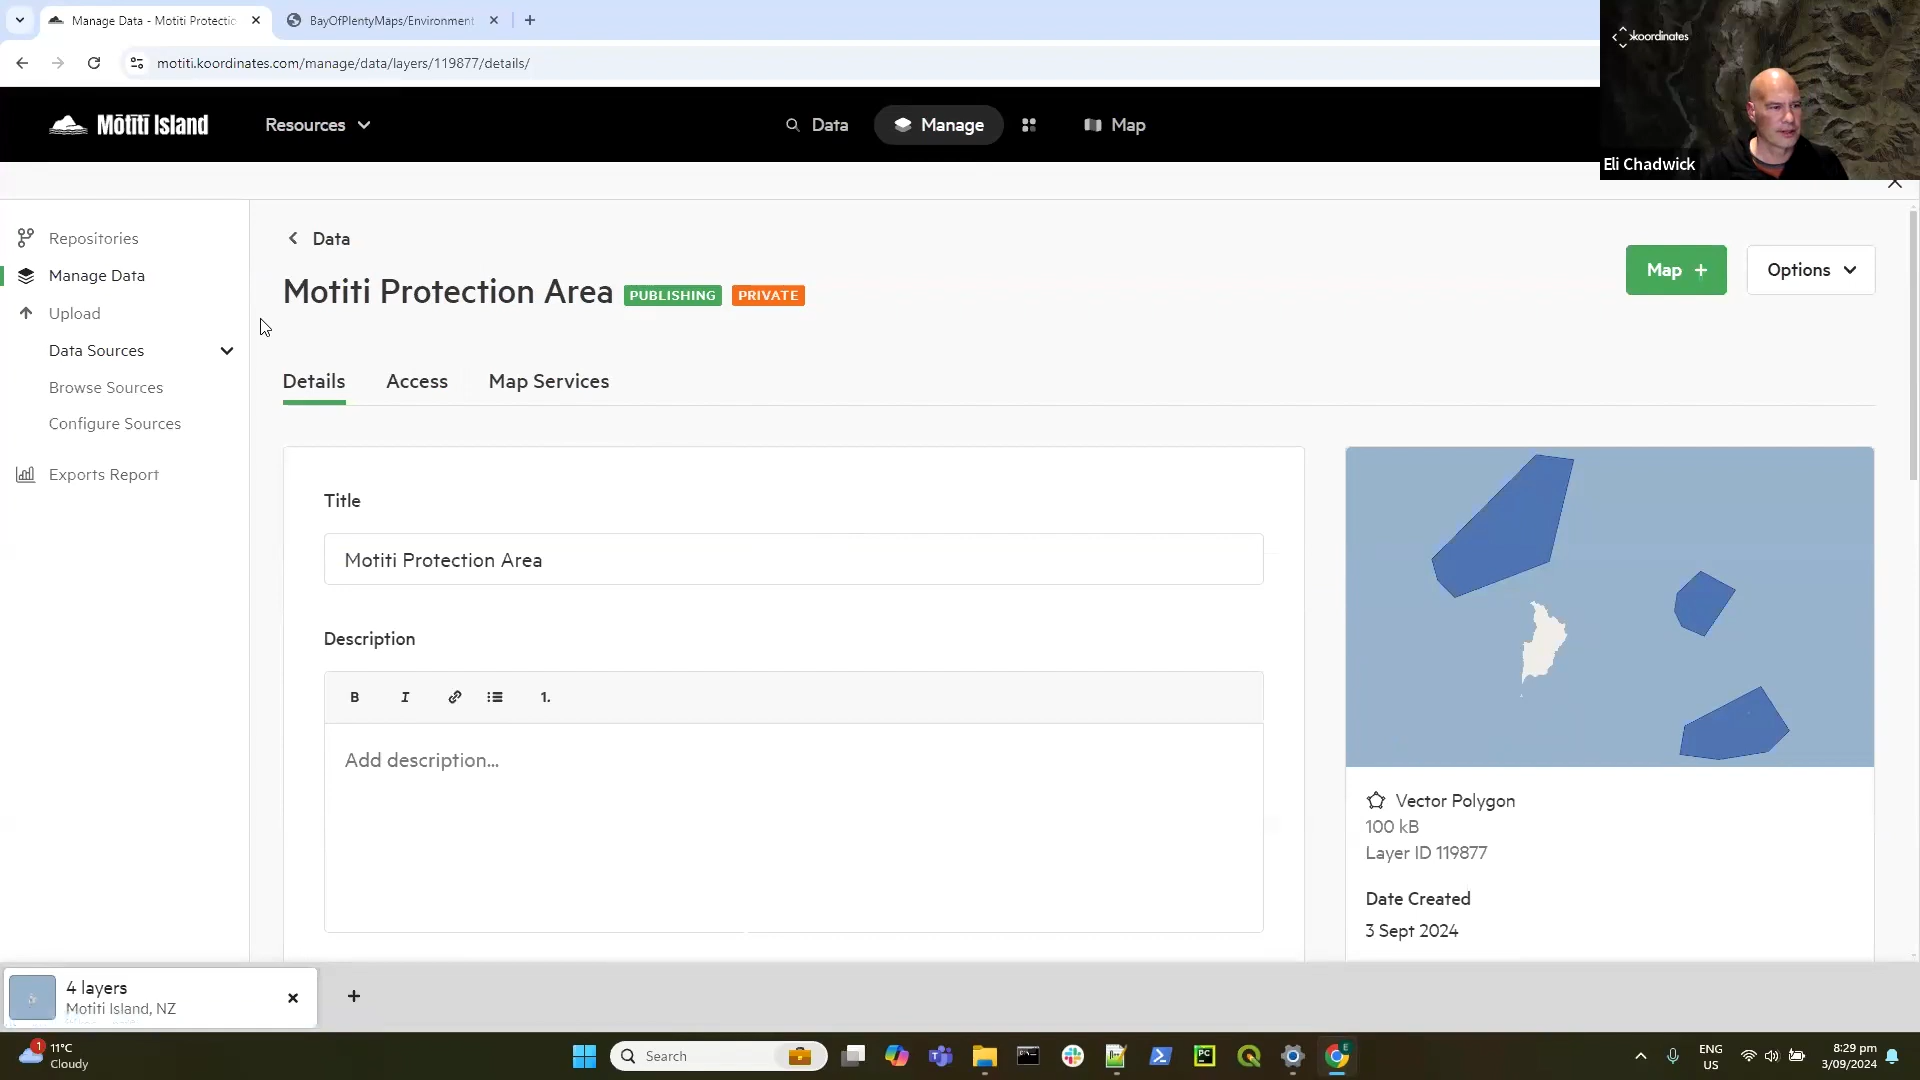 Manage Data - Motiti Protectio
BayOfPlentyMaps/Environment
motiti.koordinates.com/manage/data/layers/119877/details/
koordinates
Eli Chadwick
Mōtītī Island
Resources
Data
Manage
Map
Repositories
Manage Data
Upload
Data Sources
Browse Sources
Configure Sources
Exports Report
Data
Motiti Protection Area
PUBLISHING
PRIVATE
Map +
Options
Details
Access
Map Services
Title
Motiti Protection Area
Description
B
I
1.
Add description...
Vector Polygon
100 kB
Layer ID 119877
Date Created
3 Sept 2024
4 layers
Motiti Island, NZ
1
11°C
Cloudy
Search
PC
E
ENG
US
8:29 pm
3/09/2024